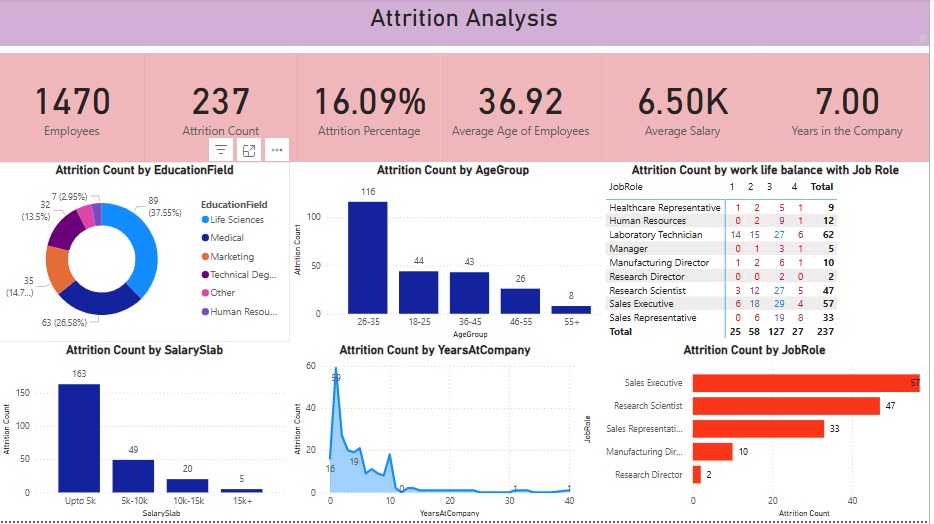 Attrition Analysis
1470
Employees
237
Attrition Count
16.09%
Attrition Percentage
36.92
Average Age of Employees
6.50K
Average Salary
7.00
Years in the Company
Attrition Count by EducationField
7 (2.95%)
32
(13.5%)
35
(14.7...)
63 (26.58%)
89
(37.55%)
EducationField
Life Sciences
Medical
Marketing
Technical Deg...
Other
Human Resou...
Attrition Count by AgeGroup
Attrition Count
100
50
0
116
44
43
26
8
26-35 18-25 36-45 46-55 55+
AgeGroup
Attrition Count by work life balance with Job Role
JobRole 1 2 3 4 Total
Healthcare Representative 1 2 5 1 9
Human Resources 0 2 9 1 12
Laboratory Technician 14 15 27 6 62
Manager 0 1 3 1 5
Manufacturing Director 1 2 6 1 10
Research Director 0 0 2 0 2
Research Scientist 3 12 27 5 47
Sales Executive 6 18 29 4 57
Sales Representative 0 6 19 8 33
Total 25 58 127 27 237
Attrition Count by SalarySlab
Attrition Count
150
100
50
0
163
49
20
5
Upto 5k 5k-10k 10k-15k 15k+
SalarySlab
Attrition Count by YearsAtCompany
Attrition Count
60
40
20
0
59
16
19
0
1
1
0 10 20 30 40
YearsAtCompany
Attrition Count by JobRole
JobRole
Sales Executive 57
Research Scientist 47
Sales Representati... 33
Manufacturing Dir... 10
Research Director 2
0 20 40
Attrition Count